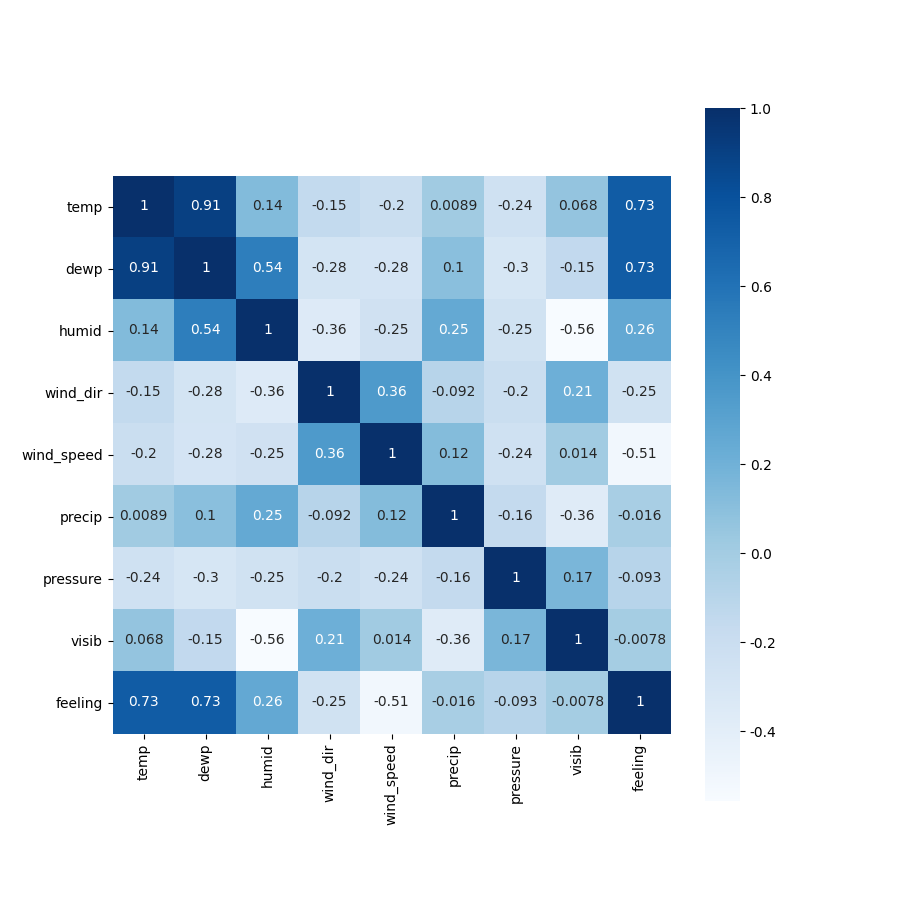 1.0
0.8
0.6
0.4
0.2
0.0
-0.2
-0.4
temp 1 0.91 0.14 -0.15 -0.2 0.0089 -0.24 0.068 0.73
dewp 0.91 1 0.54 -0.28 -0.28 0.1 -0.3 -0.15 0.73
humid 0.14 0.54 1 -0.36 -0.25 0.25 -0.25 -0.56 0.26
wind_dir -0.15 -0.28 -0.36 1 0.36 -0.092 -0.2 0.21 -0.25
wind_speed -0.2 -0.28 -0.25 0.36 1 0.12 -0.24 0.014 -0.51
precip 0.0089 0.1 0.25 -0.092 0.12 1 -0.16 -0.36 -0.016
pressure -0.24 -0.3 -0.25 -0.2 -0.24 -0.16 1 0.17 -0.093
visib 0.068 -0.15 -0.56 0.21 0.014 -0.36 0.17 1 -0.0078
feeling 0.73 0.73 0.26 -0.25 -0.51 -0.016 -0.093 -0.0078 1
temp dewp humid wind_dir wind_speed precip pressure visib feeling